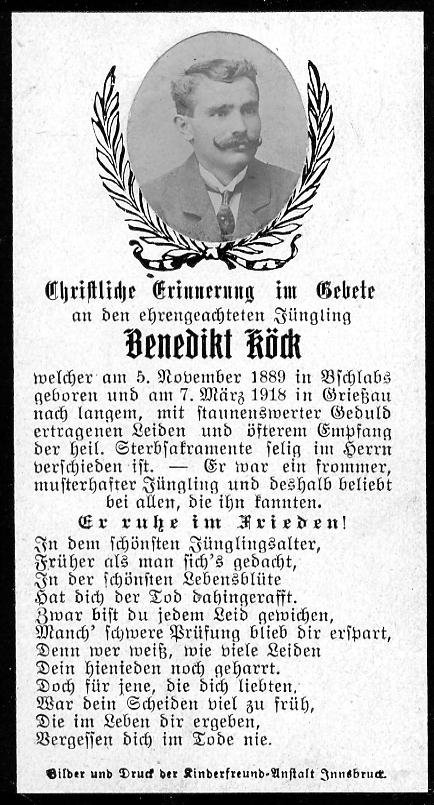 Christliche Erinnerung im Gebete
an den ehrengeachteten Jüngling
Benedikt Köck
welcher am 5. November 1889 in Bschlabs
geboren und am 7. März 1918 in Grießau
nach langem, mit staunenswerter Geduld
ertragenen Leiden und öfterem Empfang
der heil. Sterbsakramente selig im Herrn
verschieden ist. — Er war ein frommer,
musterhafter Jüngling und deshalb beliebt
bei allen, die ihn kannten.
Er ruhe im Frieden!
In dem schönsten Jünglingsalter,
Früher als man sich's gedacht,
In der schönsten Lebensblüte
Hat dich der Tod dahingerafft.
Zwar bist du jedem Leid gewichen,
Manch' schwere Prüfung blieb dir erspart,
Denn wer weiß, wie viele Leiden
Dein hienieden noch geharrt.
Doch für jene, die dich liebten,
War dein Scheiden viel zu früh,
Die im Leben dir ergeben,
Vergessen dich im Tode nie.
Bilder und Druck der Kinderfreund-Anstalt Innsbruck.